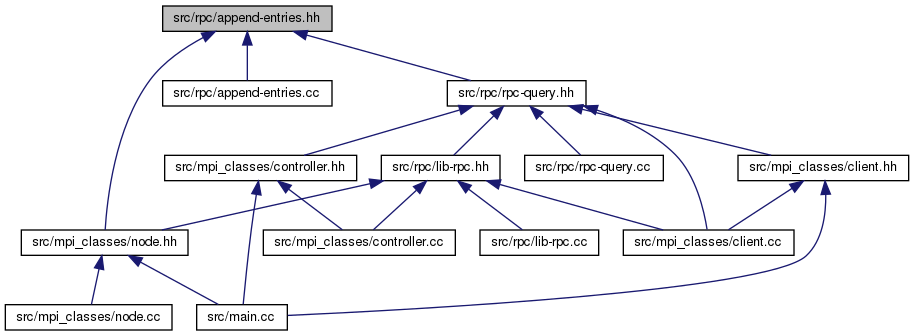 src/rpc/append-entries.hh
src/rpc/append-entries.cc
src/rpc/rpc-query.hh
src/mpi_classes/controller.hh
src/rpc/lib-rpc.hh
src/rpc/rpc-query.cc
src/mpi_classes/client.hh
src/mpi_classes/node.hh
src/mpi_classes/controller.cc
src/rpc/lib-rpc.cc
src/mpi_classes/client.cc
src/mpi_classes/node.cc
src/main.cc